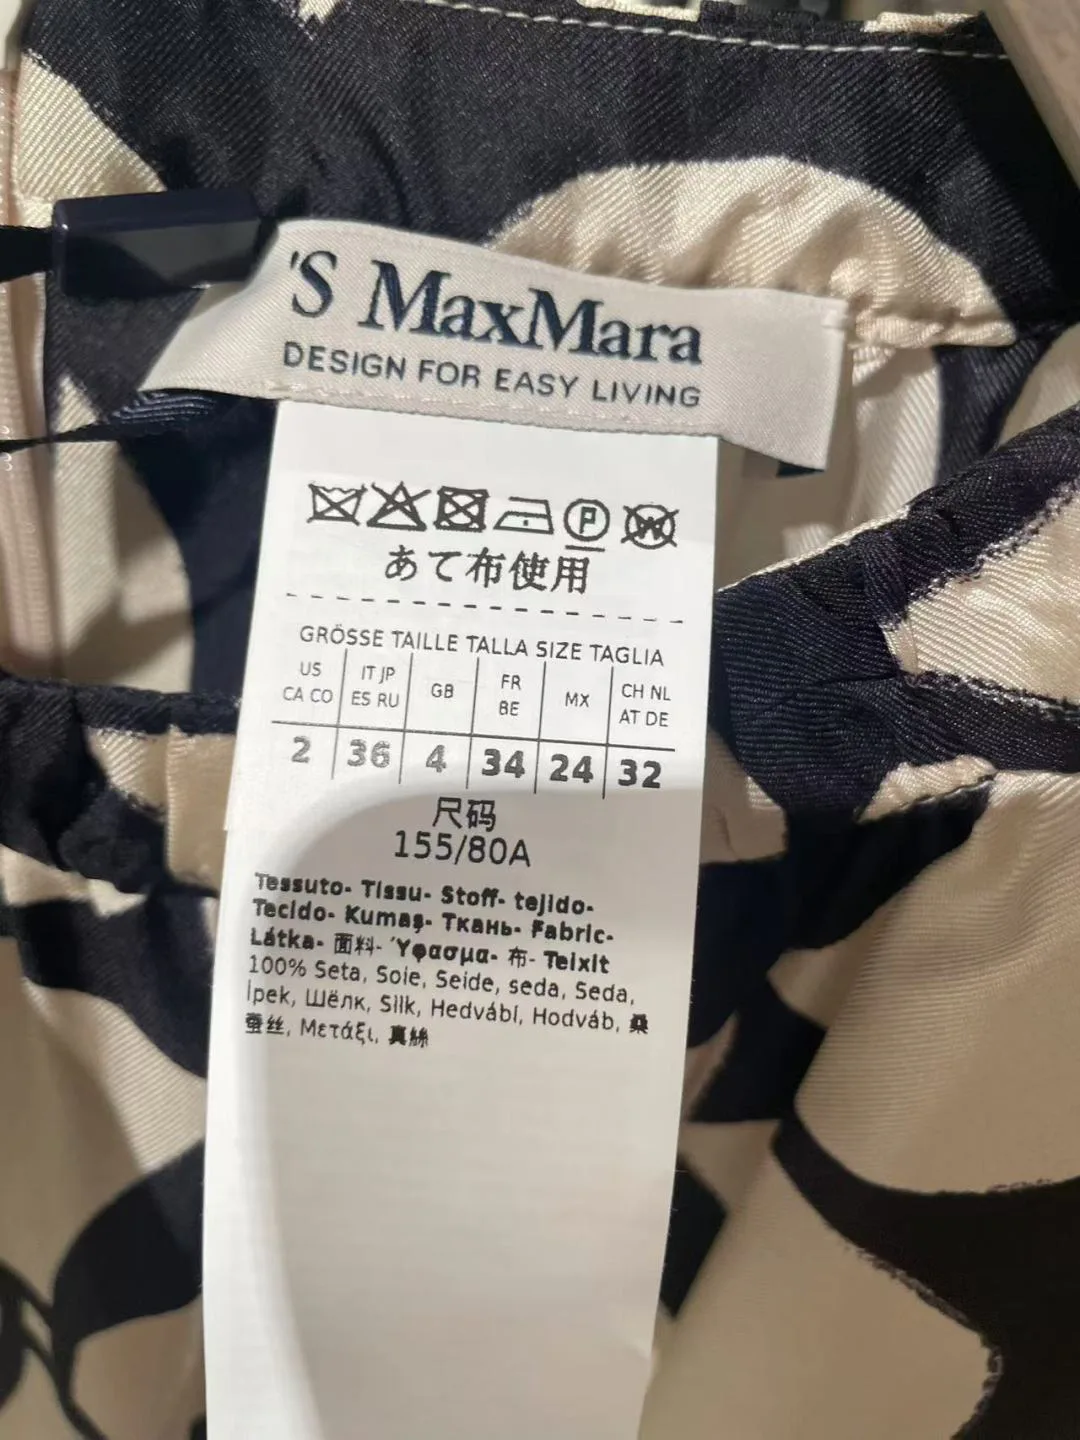 'S MaxMara
DESIGN FOR EASY LIVING
P W
あて布使用
GRÖSSE TAILLE TALLA SIZE TAGLIA
US CA CO
IT JP ES RU
GB
FR BE
MX
CH NL AT DE
2 36 4 34 24 32
尺码
155/80A
Tessuto- Tissu- Stoff- tejido-
Tecido- Kumaş- Ткань- Fabric-
Látka- 面料- Ύφασμα- 布- Teixit
100% Seta, Soie, Seide, seda, Seda,
İpek, Шёлк, Silk, Hedvábí, Hodváb, 桑
蚕丝, Μετάξι, 真絲